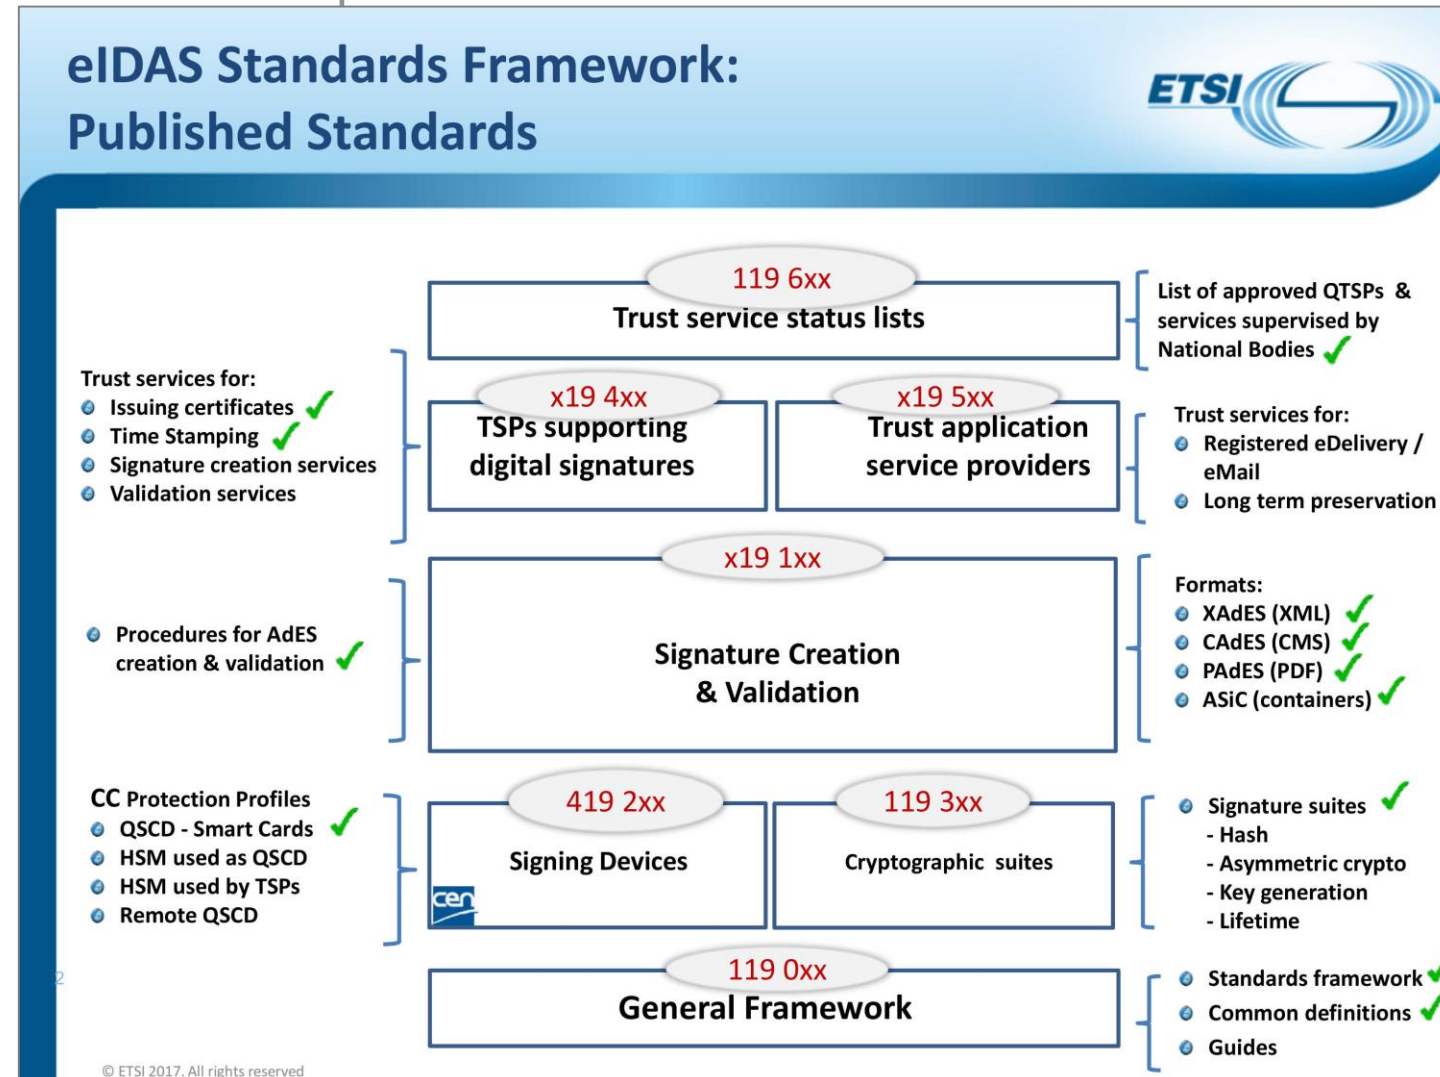 eIDAS Standards Framework:
Published Standards
ETSI
119 6xx
Trust service status lists
List of approved QTSPs &
services supervised by
National Bodies
Trust services for:
Issuing certificates
Time Stamping
Signature creation services
Validation services
x19 4xx
TSPs supporting
digital signatures
x19 5xx
Trust application
service providers
Trust services for:
Registered eDelivery /
eMail
Long term preservation
x19 1xx
Signature Creation
& Validation
Procedures for AdES
creation & validation
Formats:
XAdES (XML)
CAdES (CMS)
PAdES (PDF)
ASiC (containers)
CC Protection Profiles
QSCD - Smart Cards
HSM used as QSCD
HSM used by TSPs
Remote QSCD
419 2xx
Signing Devices
cen
119 3xx
Cryptographic suites
Signature suites
- Hash
- Asymmetric crypto
- Key generation
- Lifetime
119 0xx
General Framework
Standards framework
Common definitions
Guides
2
© ETSI 2017. All rights reserved